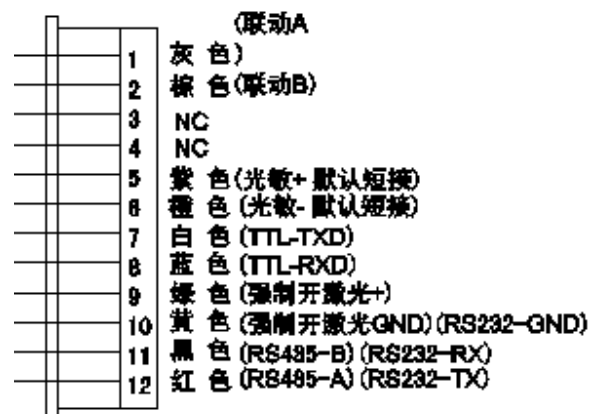 (联动A
1 灰 色)
2 棕 色(联动B)
3 NC
4 NC
5 紫 色(光敏+ 默认短接)
6 橙 色(光敏- 默认短接)
7 白 色(TTL-TXD)
8 蓝 色(TTL-RXD)
9 绿 色(强制开激光+)
10 黄 色(强制开激光GND)(RS232-GND)
11 黑 色(RS485-B)(RS232-RX)
12 红 色(RS485-A)(RS232-TX)